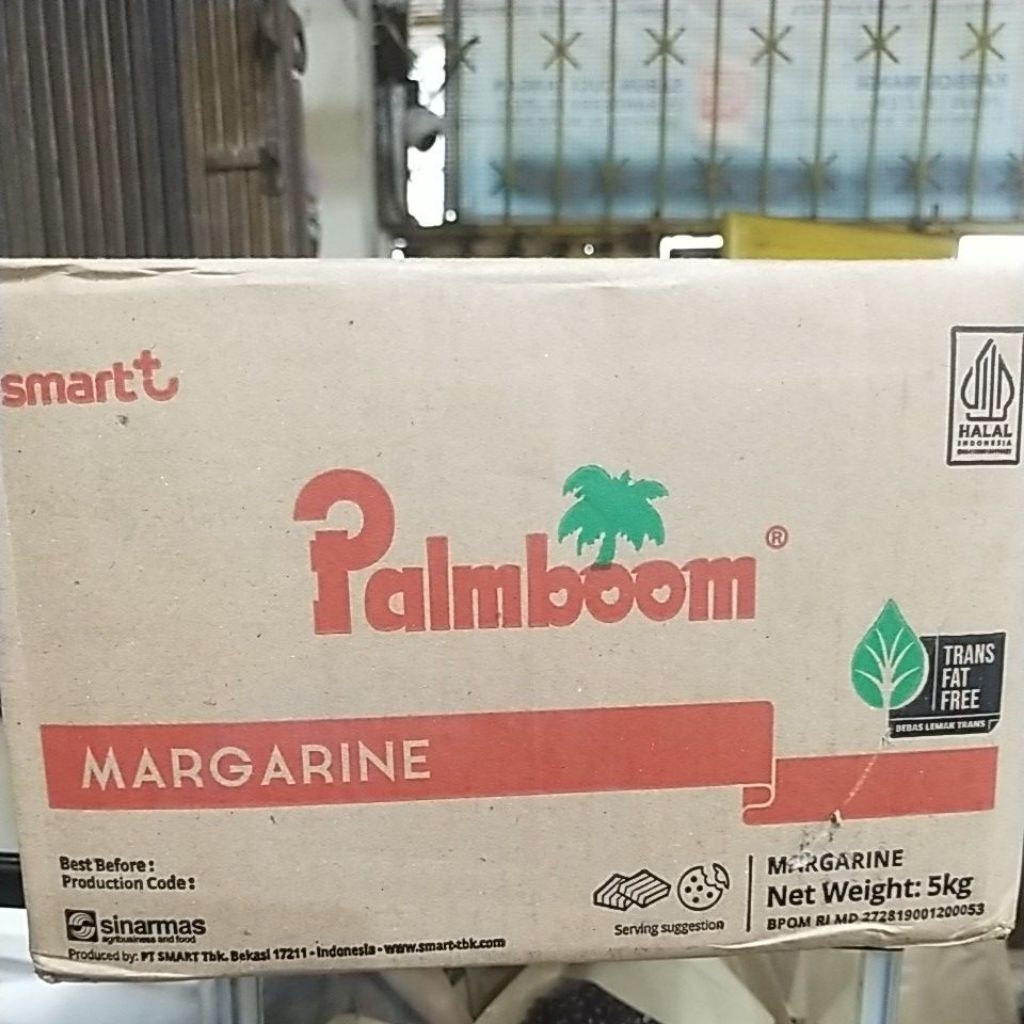 smartt
HALAL
INDONESIA
Palmboom®
TRANS
FAT
FREE
BEBAS LEMAK TRANS
MARGARINE
Best Before :
Production Code :
sinarmas
agribusiness and food
Produced by: PT SMART Tbk. Bekasi 17211 - Indonesia - www.smart-tbk.com
Serving suggestion
MARGARINE
Net Weight: 5kg
BPOM RI MD 272819001200053